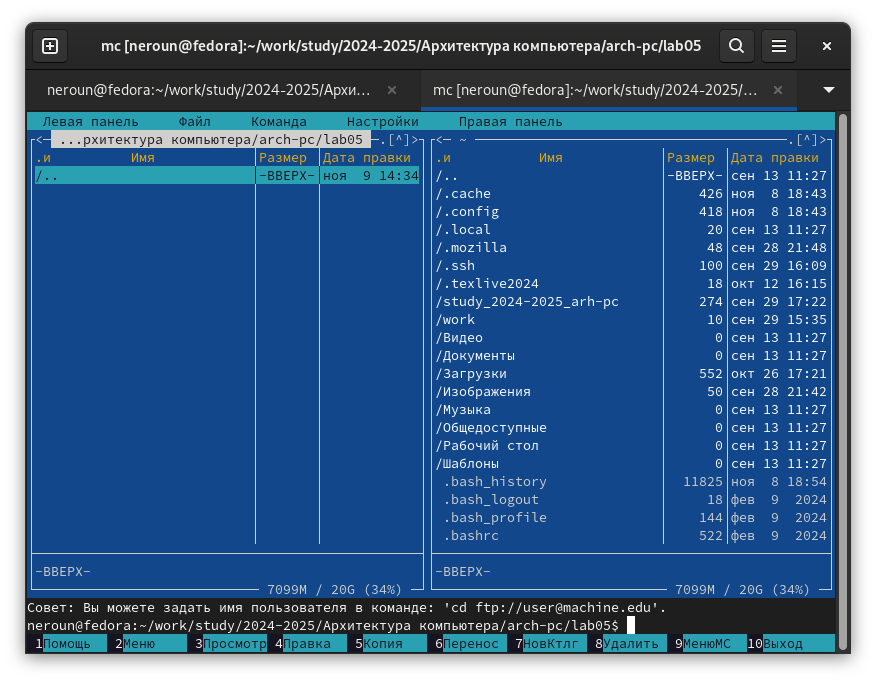 mc [neroun@fedora]:~/work/study/2024-2025/Архитектура компьютера/arch-pc/lab05
neroun@fedora:~/work/study/2024-2025/Архи... × mc [neroun@fedora]:~/work/study/2024-2025/... ×
Левая панель Файл Команда Настройки Правая панель
<— ...рхитектура компьютера/arch-pc/lab05 —.[^]>
.и Имя Размер Дата правки
/.. -ВВЕРХ- ноя 9 14:34
-ВВЕРХ-
7099M / 20G (34%)
<— ~ .[^]>
.и Имя Размер Дата правки
/.. -ВВЕРХ- сен 13 11:27
/.cache 426 ноя 8 18:43
/.config 418 ноя 8 18:43
/.local 20 сен 13 11:27
/.mozilla 48 сен 28 21:48
/.ssh 100 сен 29 16:09
/.texlive2024 18 окт 12 16:15
/study_2024-2025_arh-pc 274 сен 29 17:22
/work 10 сен 29 15:35
/Видео 0 сен 13 11:27
/Документы 0 сен 13 11:27
/Загрузки 552 окт 26 17:21
/Изображения 50 сен 28 21:42
/Музыка 0 сен 13 11:27
/Общедоступные 0 сен 13 11:27
/Рабочий стол 0 сен 13 11:27
/Шаблоны 0 сен 13 11:27
.bash_history 11825 ноя 8 18:54
.bash_logout 18 фев 9 2024
.bash_profile 144 фев 9 2024
.bashrc 522 фев 9 2024
-ВВЕРХ-
7099M / 20G (34%)
Совет: Вы можете задать имя пользователя в команде: 'cd ftp://user@machine.edu'.
neroun@fedora:~/work/study/2024-2025/Архитектура компьютера/arch-pc/lab05$
1Помощь 2Меню 3Просмотр 4Правка 5Копия 6Перенос 7НовКтлг 8Удалить 9МенюМС 10Выход